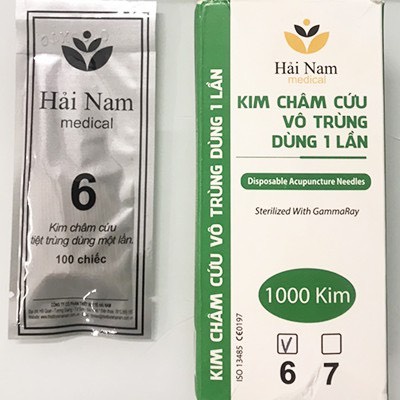 Hải Nam
medical
6
Kim châm cứu
tiệt trùng dùng một lần.
100 chiếc
Hải Nam
medical
KIM CHÂM CỨU
VÔ TRÙNG
DÙNG 1 LẦN
Disposable Acupuncture Needles
Sterilized With GammaRay
1000 Kim
6 7
KIM CHÂM CỨU VÔ TRÙNG DÙNG 1 LẦN
ISO 13485 CE0197